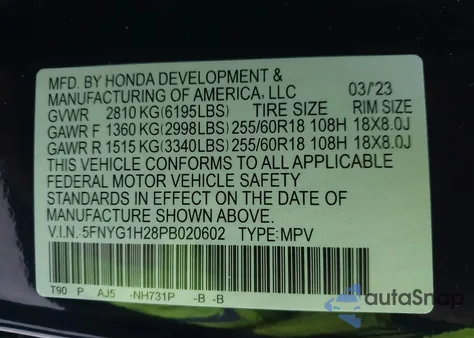 MFD. BY HONDA DEVELOPMENT &
MANUFACTURING OF AMERICA, LLC 03/'23
GVWR 2810 KG(6195LBS) TIRE SIZE RIM SIZE
GAWR F 1360 KG(2998LBS) 255/60R18 108H 18X8.0J
GAWR R 1515 KG(3340LBS) 255/60R18 108H 18X8.0J
THIS VEHICLE CONFORMS TO ALL APPLICABLE
FEDERAL MOTOR VEHICLE SAFETY
STANDARDS IN EFFECT ON THE DATE OF
MANUFACTURE SHOWN ABOVE.
V.I.N.:5FNYG1H28PB020602 TYPE:MPV
T90 P AJ5 -NH731P -B -B
autoSnap